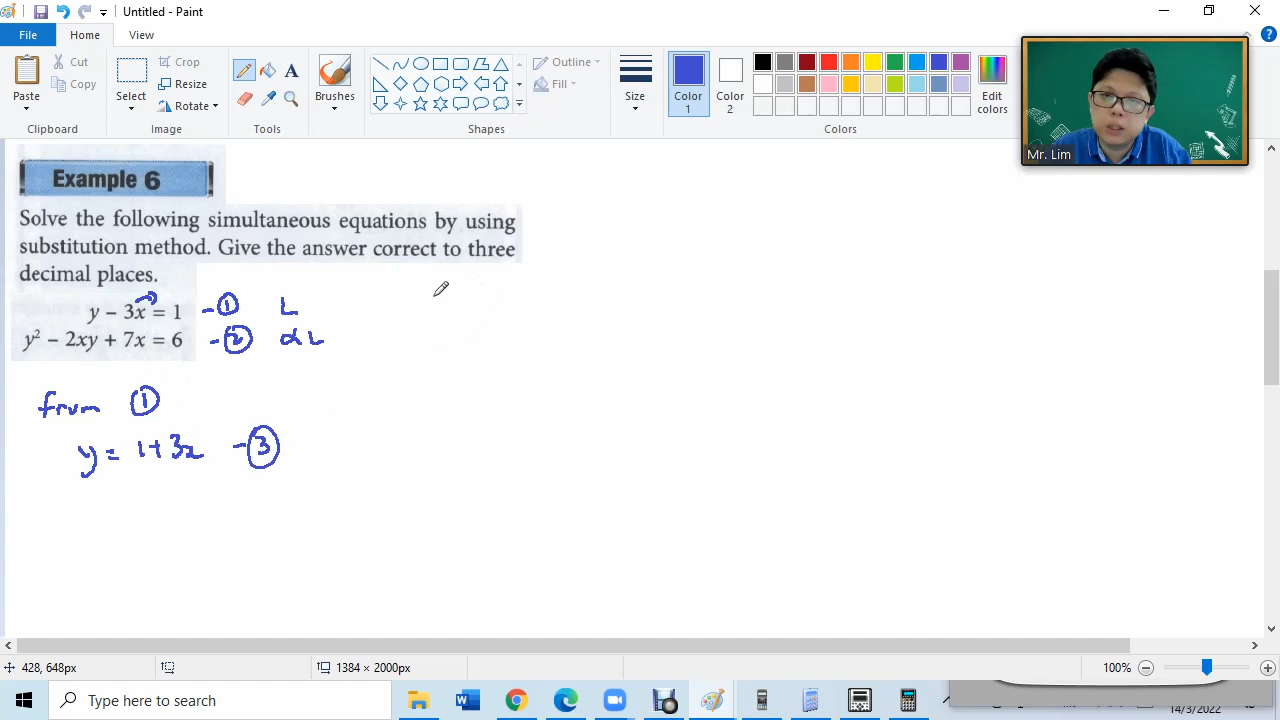 Untitled - Paint
File
Home
View
Paste
Cut
Copy
Clipboard
Select
Crop
Resize
Rotate
Image
Tools
Brushes
Shapes
Outline
Fill
Size
Color 1
Color 2
Edit colors
Colors
Mr. Lim
Example 6
Solve the following simultaneous equations by using
substitution method. Give the answer correct to three
decimal places.
y − 3x = 1 - ① L
y² − 2xy + 7x = 6 - ②
from ①
y = 1+3x - ③
428, 648px
1384 × 2000px
100%
Type here to search
14/3/2022